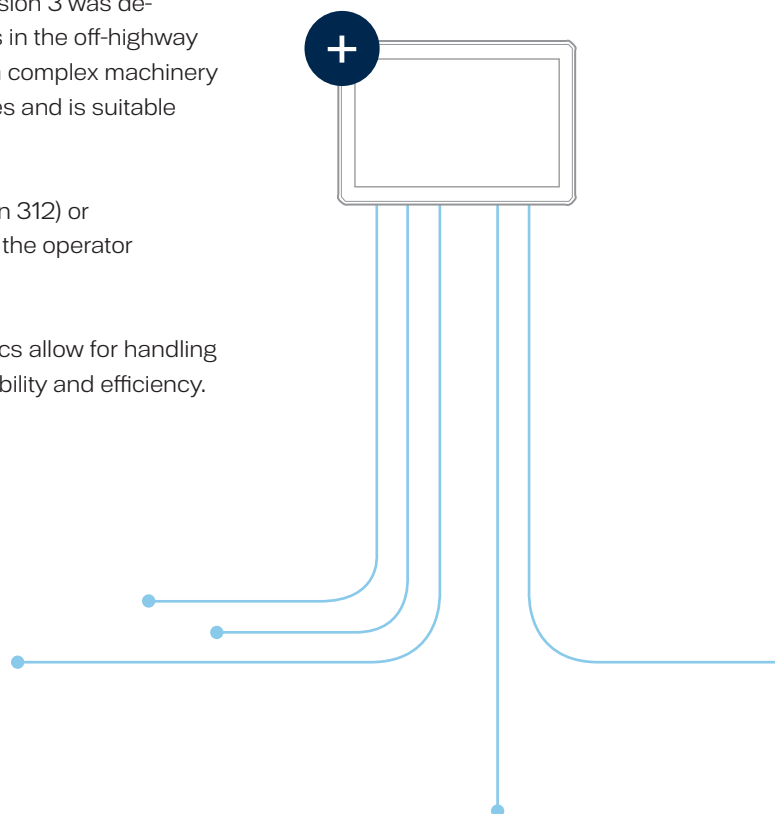 sion 3 was de-
s in the off-highway
complex machinery
es and is suitable
n 312) or
the operator
cs allow for handling
bility and efficiency.
+